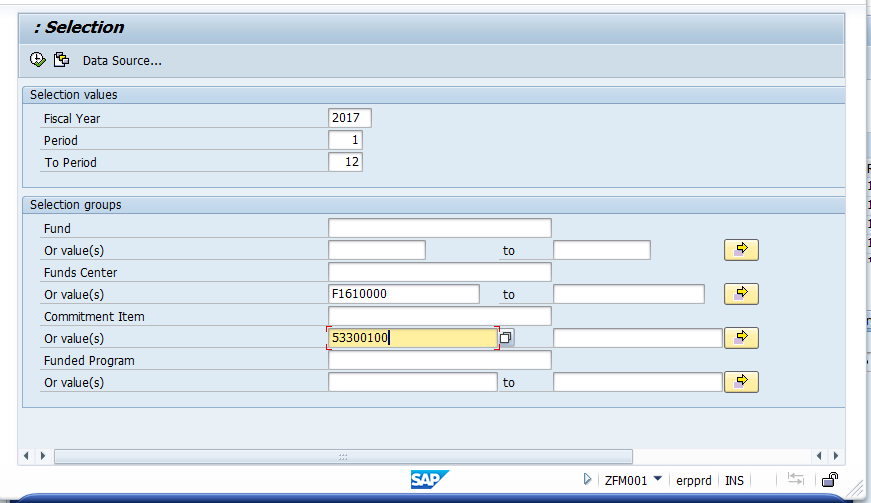 : Selection
Data Source...
Selection values
Fiscal Year 2017
Period 1
To Period 12
Selection groups
Fund
Or value(s) to
Funds Center
Or value(s) F1610000 to
Commitment Item
Or value(s) 53300100
Funded Program
Or value(s) to
SAP ZFM001 erpprd INS